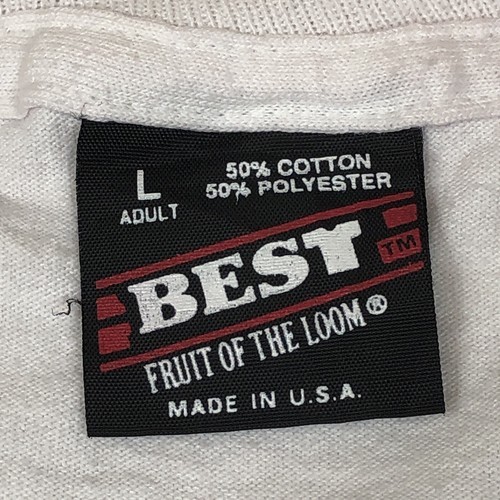 L
ADULT
50% COTTON
50% POLYESTER
BEST TM
FRUIT OF THE LOOM®
MADE IN U.S.A.